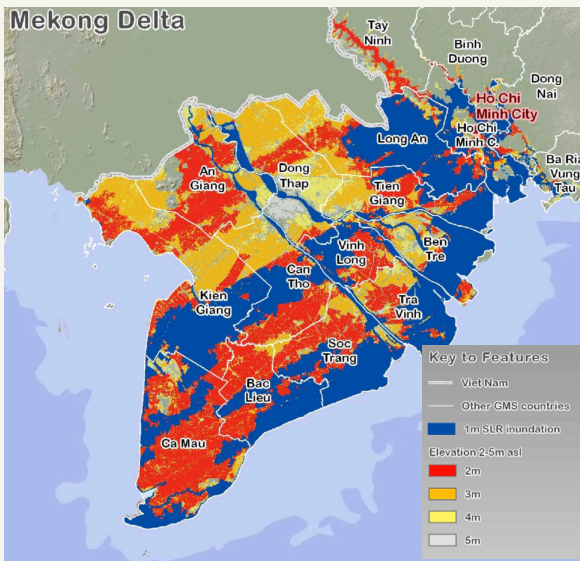 Mekong Delta
Tay
Ninh
Binh
Duong
Dong
Nai
Ho Chi
Minh City
Ho Chi
Minh C.
Ba Ria
Vung
Tau
Long An
An
Giang
Dong
Thap
Tien
Giang
Ben
Tre
Vinh
Long
Can
Tho
Kien
Giang
Tra
Vinh
Soc
Trang
Bac
Lieu
Ca Mau
Key to Features
Viet Nam
Other GMS countries
1m SLR inundation
Elevation 2-5m asl
2m
3m
4m
5m